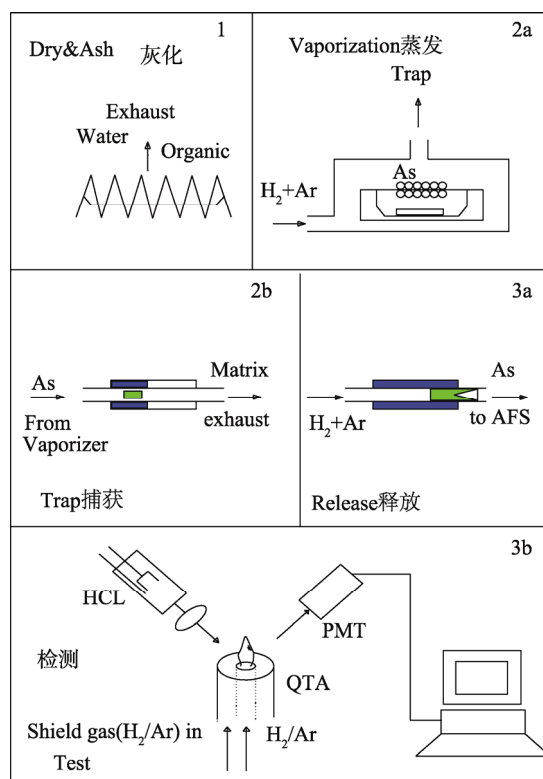 1
Dry&Ash 灰化
Exhaust
Water
Organic
2a
Vaporization蒸发
Trap
As
H₂+Ar
2b
As
Matrix
From
Vaporizer
exhaust
Trap捕获
3a
As
H₂+Ar
to AFS
Release释放
3b
HCL
PMT
检测
QTA
Shield gas(H₂/Ar) in
Test
H₂/Ar